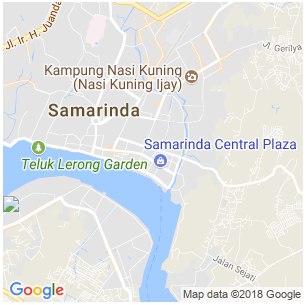 Jl. Ir. H. Juanda
Jl. Gerilya
Kampung Nasi Kuning
(Nasi Kuning Ijay)
Samarinda
Samarinda Central Plaza
Teluk Lerong Garden
Jalan Sejati
Google
Map data ©2018 Google